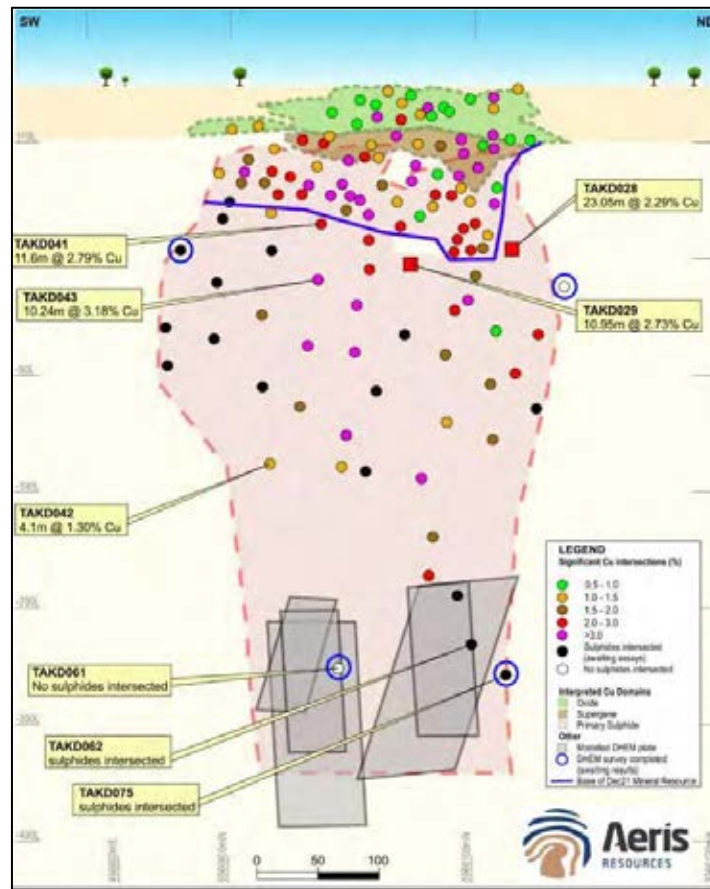 SW
TAKD028
23.05m @ 2.29% Cu
TAKD041
11.6m @ 2.79% Cu
TAKD043
10.24m @ 3.18% Cu
TAKD029
10.95m @ 2.73% Cu
TAKD042
4.1m @ 1.30% Cu
LEGEND
Significant Cu intersections (%)
0.5 - 1.0
1.0 - 1.5
1.5 - 2.0
2.0 - 3.0
>3.0
Sulphides intersected
(awaiting assays)
No sulphides intersected
Interpreted Cu Domains
Oxide
Supergene
Primary Sulphide
Other
Modelled DHEM plate
DHEM survey completed
(awaiting results)
Base of Dec21 Mineral Resource
TAKD061
No sulphides intersected
TAKD062
sulphides intersected
TAKD075
sulphides intersected
0 50 100
Aeris
RESOURCES